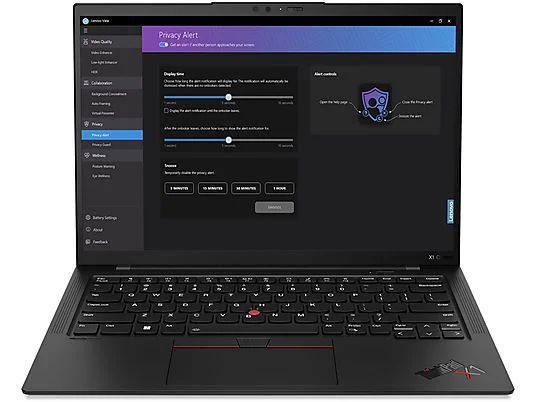 Lenovo View
Privacy Alert
Get an alert if another person approaches your screen.
Video Quality
Video Enhancer
Low-light Enhancer
HDR
Collaboration
Background Concealment
Auto Framing
Virtual Presenter
Privacy
Privacy Alert
Privacy Guard
Wellness
Posture Warning
Eye Wellness
Battery Settings
About
Feedback
Display time
Choose how long the alert notification will display for. The notification will automatically be
dismissed when there are no onlookers detected.
1 second
5 seconds
10 seconds
Display the alert notification until the onlooker leaves.
After the onlooker leaves, choose how long to show the alert notification for.
1 second
5 seconds
10 seconds
Snooze
Temporarily disable the privacy alert.
5 MINUTES
15 MINUTES
30 MINUTES
1 HOUR
SNOOZE
Alert controls
Open the help page
Close the Privacy alert
Snooze the alert
Lenovo
X1
Q W E R T Y U I O P
A S D F G H J K L
Z X C V B N M
X1